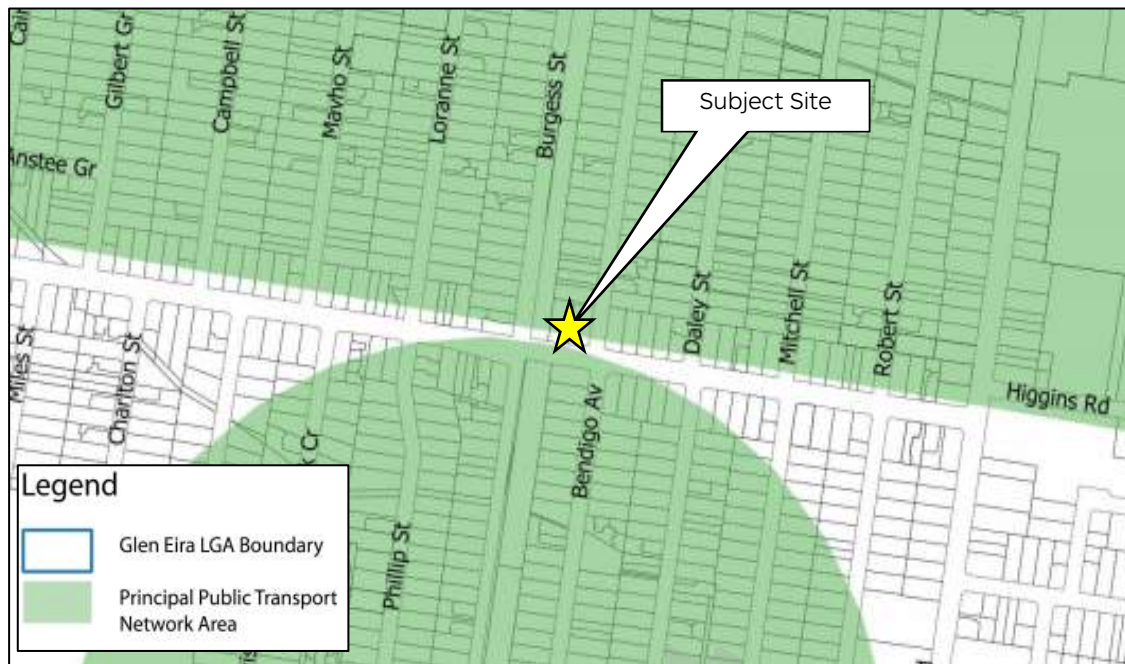 Cair
Gilbert Gr
Campbell St
Mavho St
Loranne St
Burgess St
Subject Site
Anstee Gr
Daley St
Mitchell St
Robert St
Higgins Rd
Miles St
Charlton St
k Cr
Bendigo Av
Phillip St
Legend
Glen Eira LGA Boundary
Principal Public Transport
Network Area